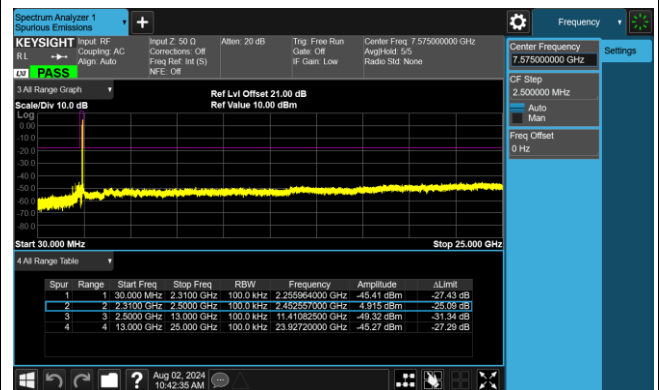 Spectrum Analyzer 1
Spurious Emissions
Frequency
KEYSIGHT
RL
LXI
PASS
Input: RF
Coupling: AC
Align: Auto
Input Z: 50 Ω
Corrections: Off
Freq Ref: Int (S)
NFE: Off
Atten: 20 dB
Trig: Free Run
Gate: Off
IF Gain: Low
Center Freq: 7.575000000 GHz
Avg|Hold: 5/5
Radio Std: None
Center Frequency
7.575000000 GHz
Settings
CF Step
2.500000 MHz
Auto
Man
Freq Offset
0 Hz
3 All Range Graph
Scale/Div 10.0 dB
Ref Lvl Offset 21.00 dB
Ref Value 10.00 dBm
Log
0.00
-10.0
-20.0
-30.0
-40.0
-50.0
-60.0
-70.0
-80.0
Start 30.000 MHz
Stop 25.000 GHz
4 All Range Table
Spur Range Start Freq Stop Freq RBW Frequency Amplitude ΔLimit
1 1 30.000 MHz 2.3100 GHz 100.0 kHz 2.255964000 GHz -45.41 dBm -27.43 dB
2 2 2.3100 GHz 2.5000 GHz 100.0 kHz 2.452557000 GHz 4.915 dBm -25.09 dB
3 3 2.5000 GHz 13.000 GHz 100.0 kHz 11.41082500 GHz -49.32 dBm -31.34 dB
4 4 13.000 GHz 25.000 GHz 100.0 kHz 23.92720000 GHz -45.27 dBm -27.29 dB
?
Aug 02, 2024
10:42:35 AM